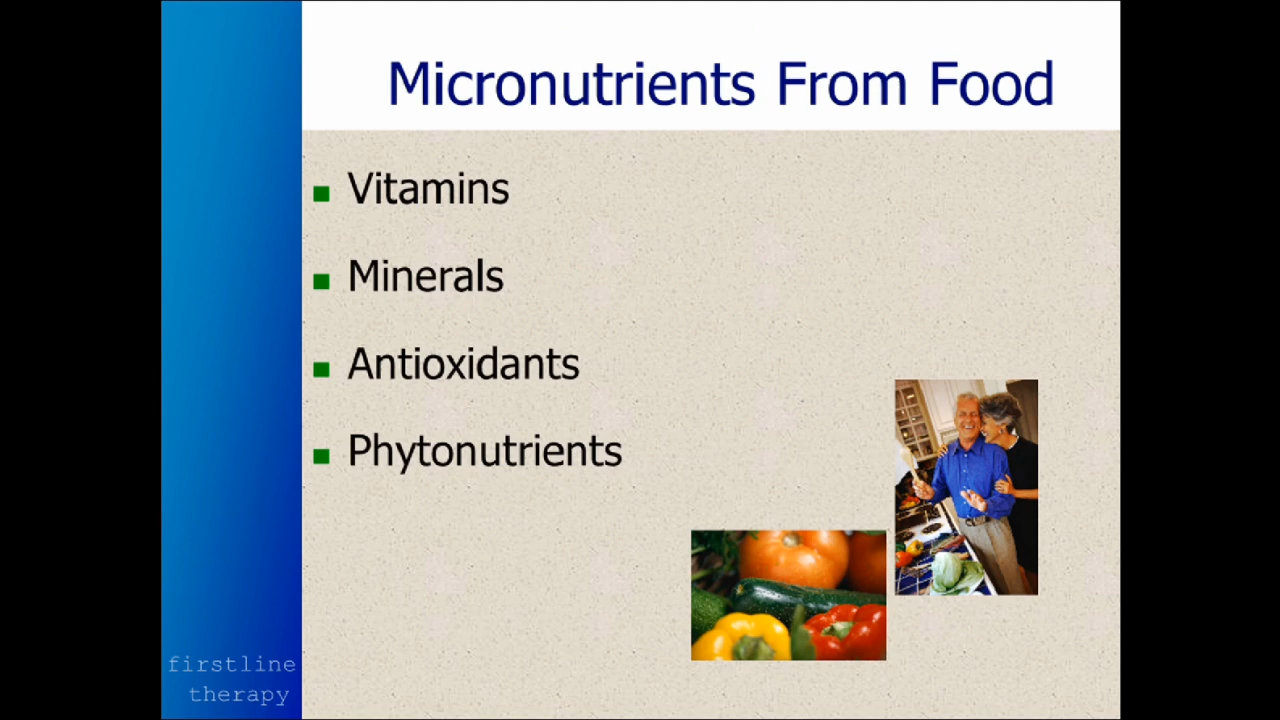 Micronutrients From Food
Vitamins
Minerals
Antioxidants
Phytonutrients
firstline
therapy